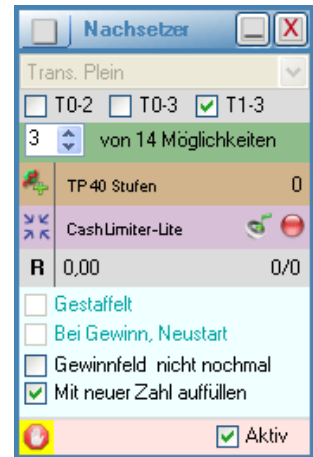 Nachsetzer
Trans. Plein
T0-2 T0-3 T1-3
3 von 14 Möglichkeiten
TP 40 Stufen 0
CashLimiter-Lite
R 0,00 0/0
Gestaffelt
Bei Gewinn, Neustart
Gewinnfeld nicht nochmal
Mit neuer Zahl auffüllen
Aktiv